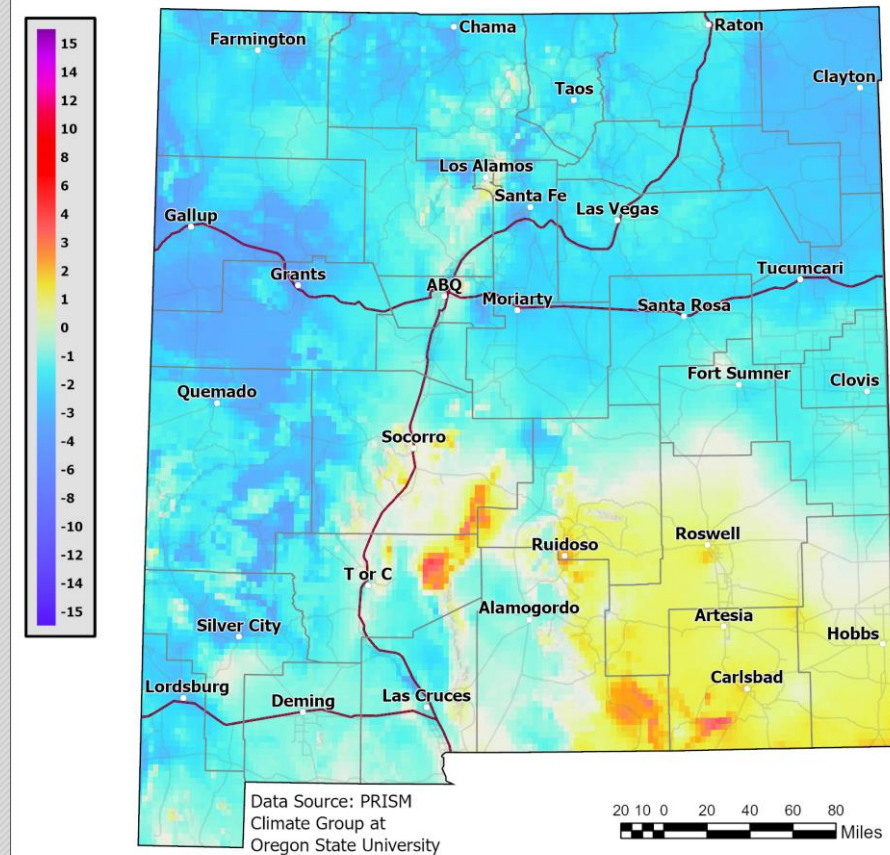 15
14
12
10
8
6
4
3
2
1
0
-1
-2
-3
-4
-6
-8
-10
-12
-14
-15
Chama
Raton
Farmington
Clayton
Taos
Los Alamos
Santa Fe
Las Vegas
Gallup
Grants
ABQ
Moriarty
Tucumcari
Santa Rosa
Quemado
Fort Sumner
Clovis
Socorro
Ruidoso
Roswell
T or C
Alamogordo
Artesia
Silver City
Hobbs
Lordsburg
Deming
Las Cruces
Carlsbad
Data Source: PRISM
Climate Group at
Oregon State University
20 10 0 20 40 60 80
Miles